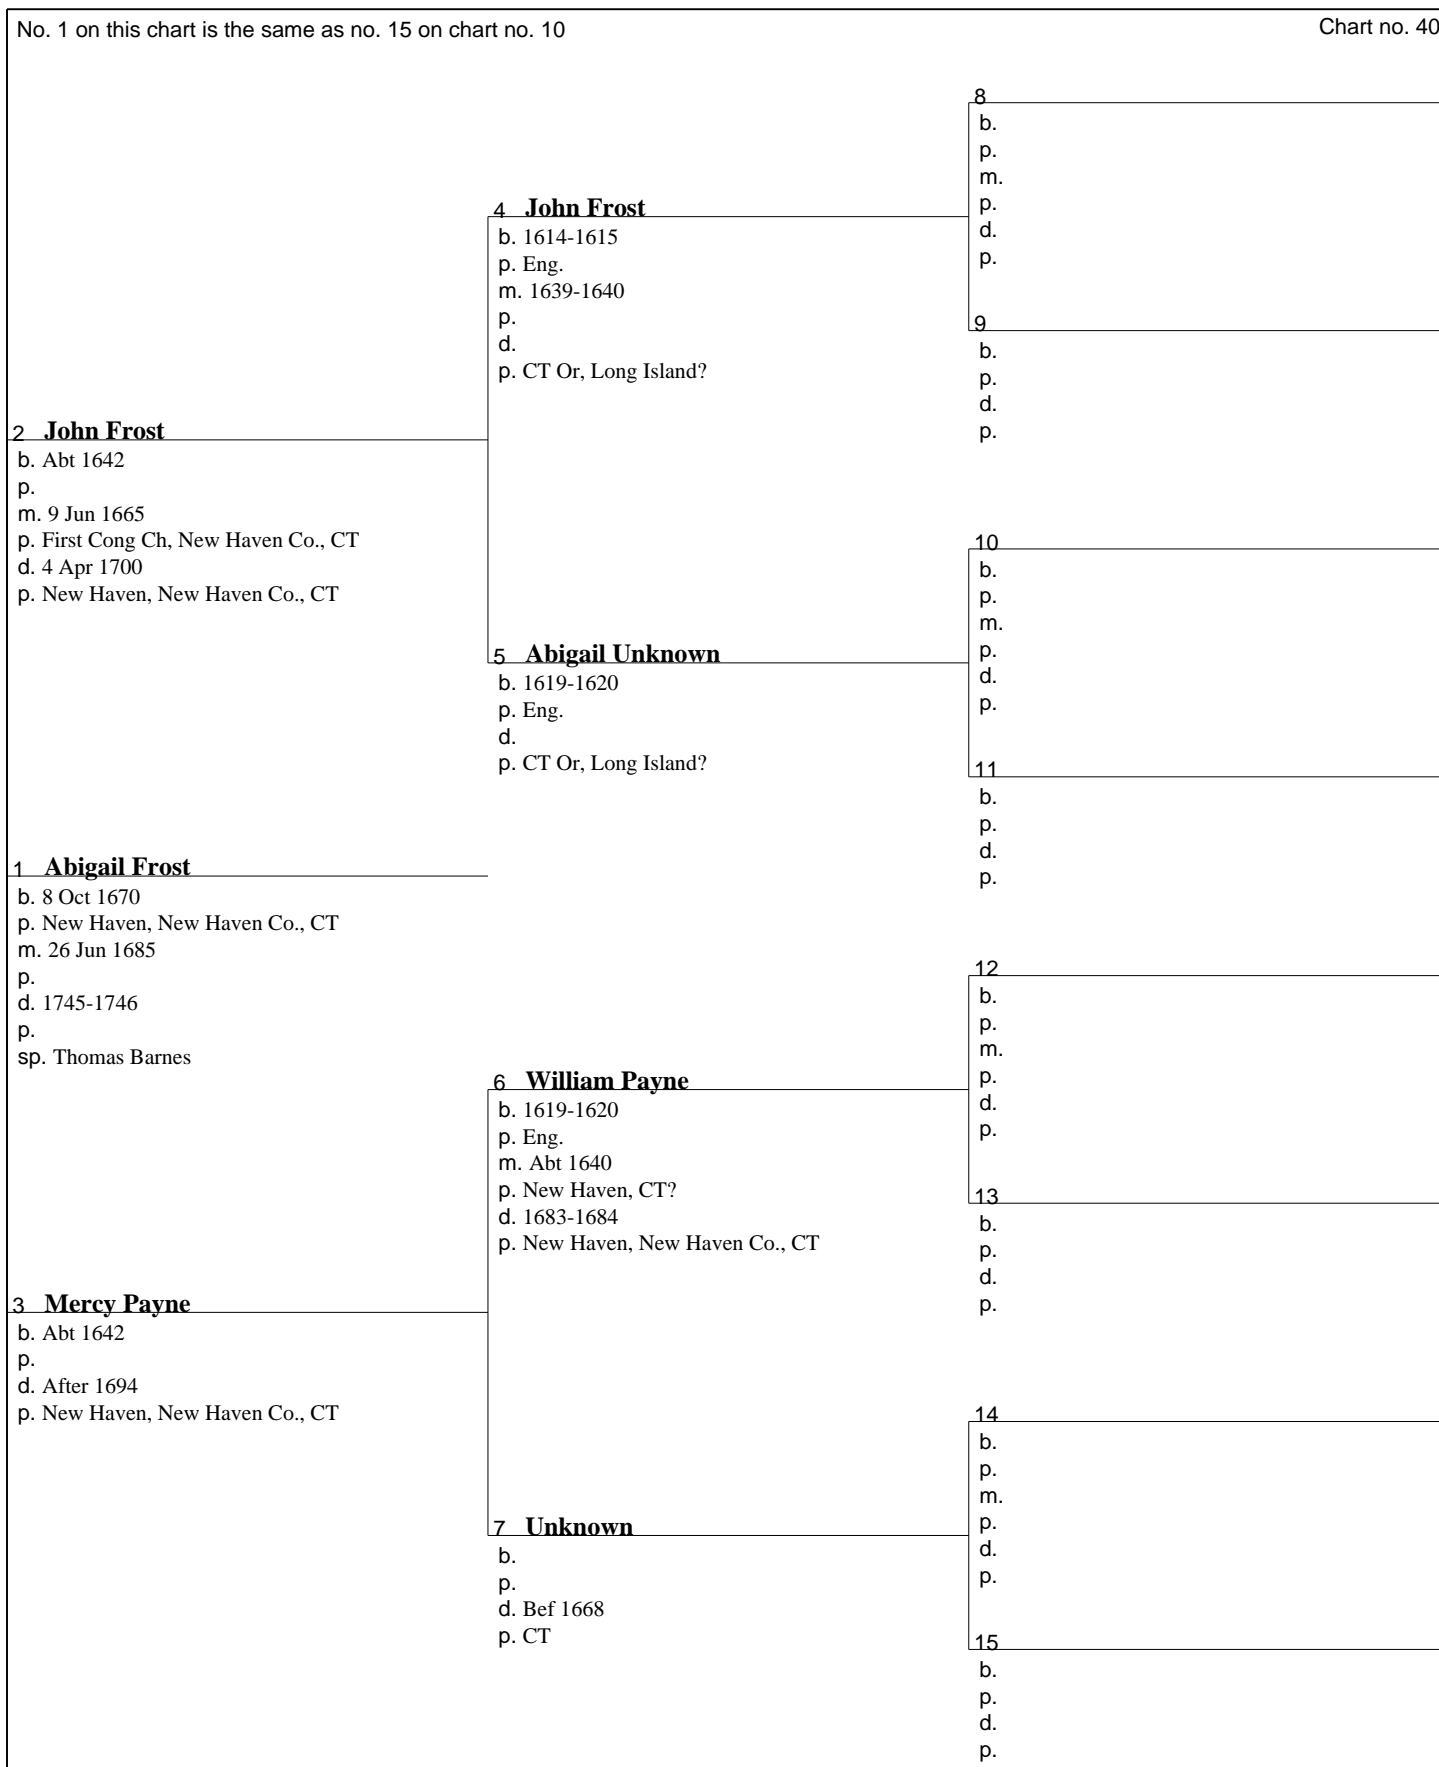 No. 1 on this chart is the same as no. 15 on chart no. 10
Chart no. 40
8
b.
p.
m.
p.
d.
p.
4 John Frost
b. 1614-1615
p. Eng.
m. 1639-1640
p.
d.
p. CT Or, Long Island?
9
b.
p.
d.
p.
2 John Frost
b. Abt 1642
p.
m. 9 Jun 1665
p. First Cong Ch, New Haven Co., CT
d. 4 Apr 1700
p. New Haven, New Haven Co., CT
10
b.
p.
m.
p.
d.
p.
5 Abigail Unknown
b. 1619-1620
p. Eng.
d.
p. CT Or, Long Island?
11
b.
p.
d.
p.
1 Abigail Frost
b. 8 Oct 1670
p. New Haven, New Haven Co., CT
m. 26 Jun 1685
p.
d. 1745-1746
p.
sp. Thomas Barnes
12
b.
p.
m.
p.
d.
p.
6 William Payne
b. 1619-1620
p. Eng.
m. Abt 1640
p. New Haven, CT?
d. 1683-1684
p. New Haven, New Haven Co., CT
13
b.
p.
d.
p.
3 Mercy Payne
b. Abt 1642
p.
d. After 1694
p. New Haven, New Haven Co., CT
14
b.
p.
m.
p.
d.
p.
7 Unknown
b.
p.
d. Bef 1668
p. CT
15
b.
p.
d.
p.